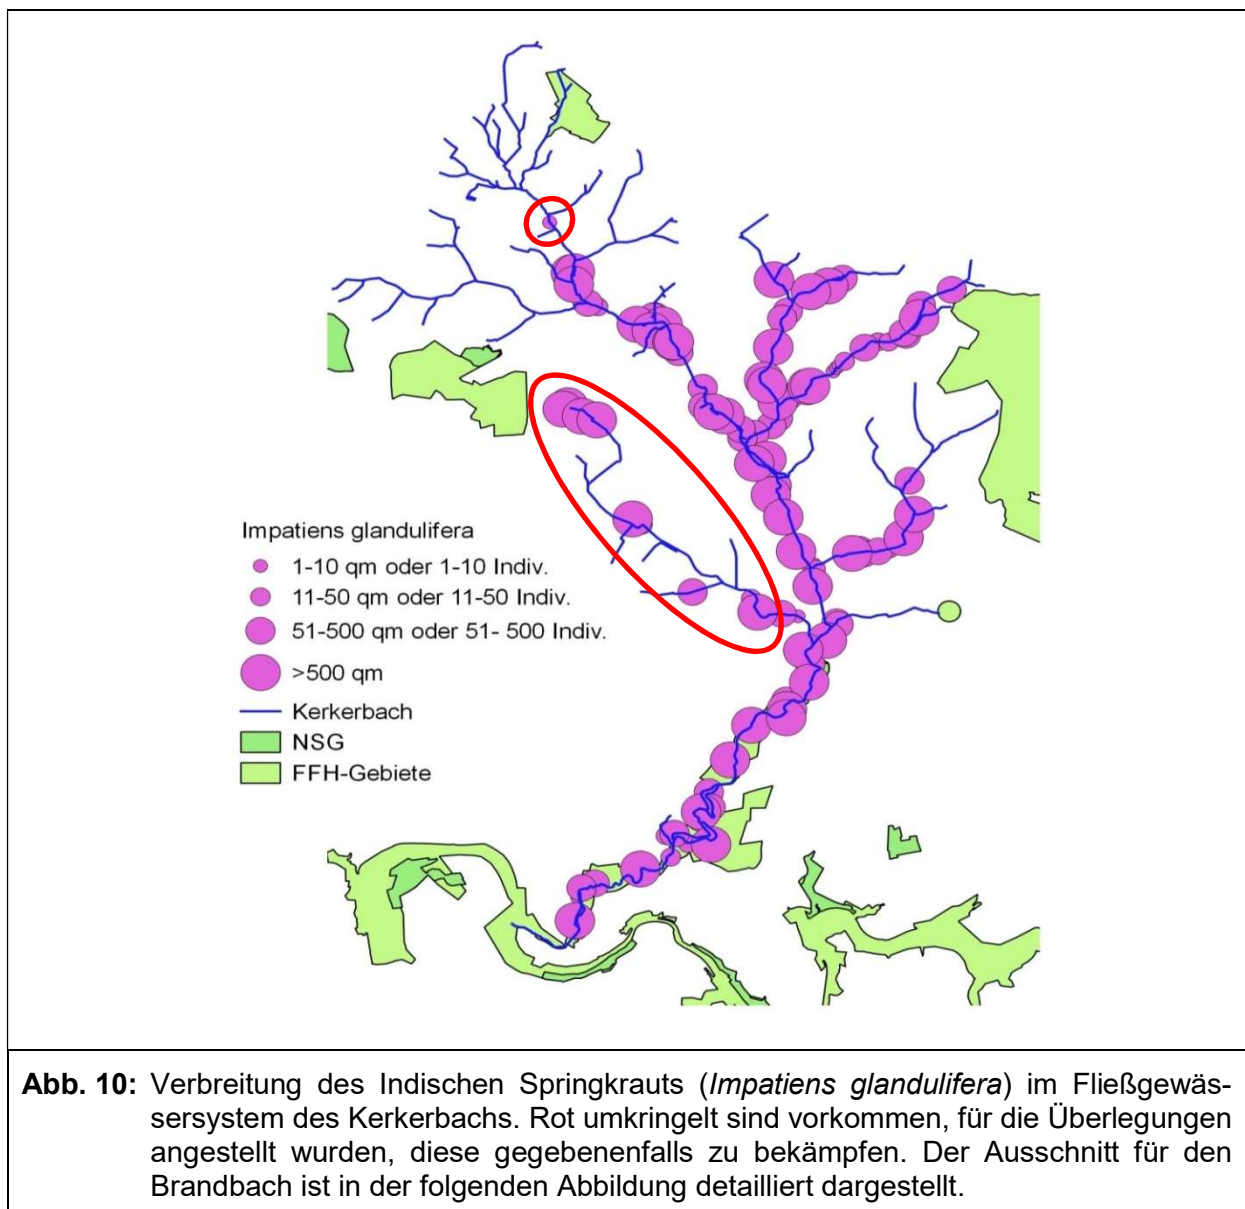 Impatiens glandulifera
1-10 qm oder 1-10 Indiv.
11-50 qm oder 11-50 Indiv.
51-500 qm oder 51- 500 Indiv.
>500 qm
Kerkerbach
NSG
FFH-Gebiete
Abb. 10: Verbreitung des Indischen Springkrauts (Impatiens glandulifera) im Fließgewäs-
sersystem des Kerkerbachs. Rot umkringelt sind vorkommen, für die Überlegungen
angestellt wurden, diese gegebenenfalls zu bekämpfen. Der Ausschnitt für den
Brandbach ist in der folgenden Abbildung detailliert dargestellt.